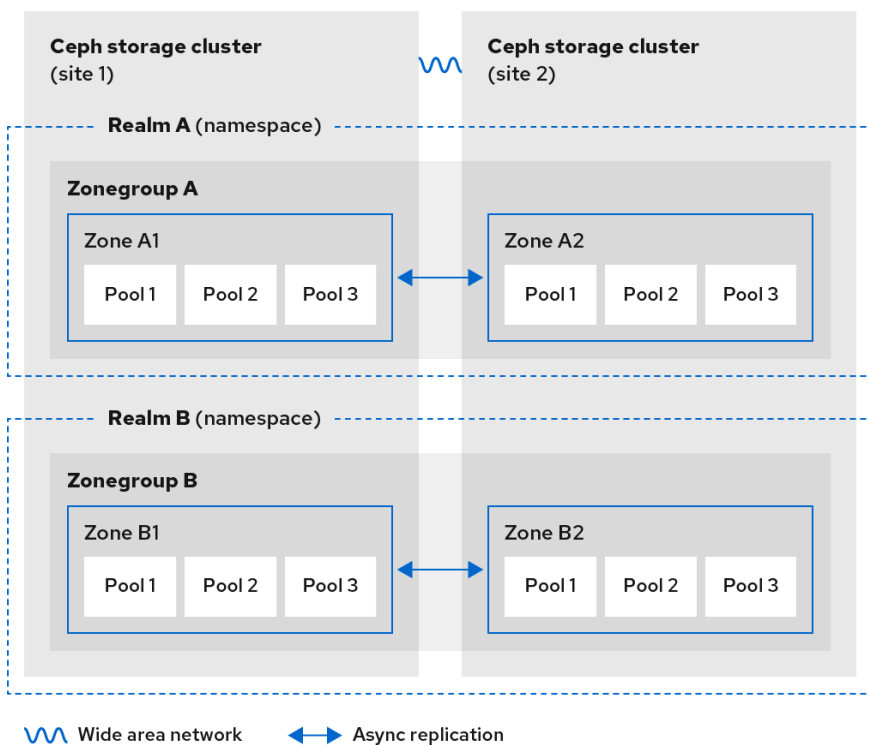 Ceph storage cluster
(site 1)
Ceph storage cluster
(site 2)
Realm A (namespace)
Zonegroup A
Zone A1
Pool 1 Pool 2 Pool 3
Zone A2
Pool 1 Pool 2 Pool 3
Realm B (namespace)
Zonegroup B
Zone B1
Pool 1 Pool 2 Pool 3
Zone B2
Pool 1 Pool 2 Pool 3
Wide area network Async replication